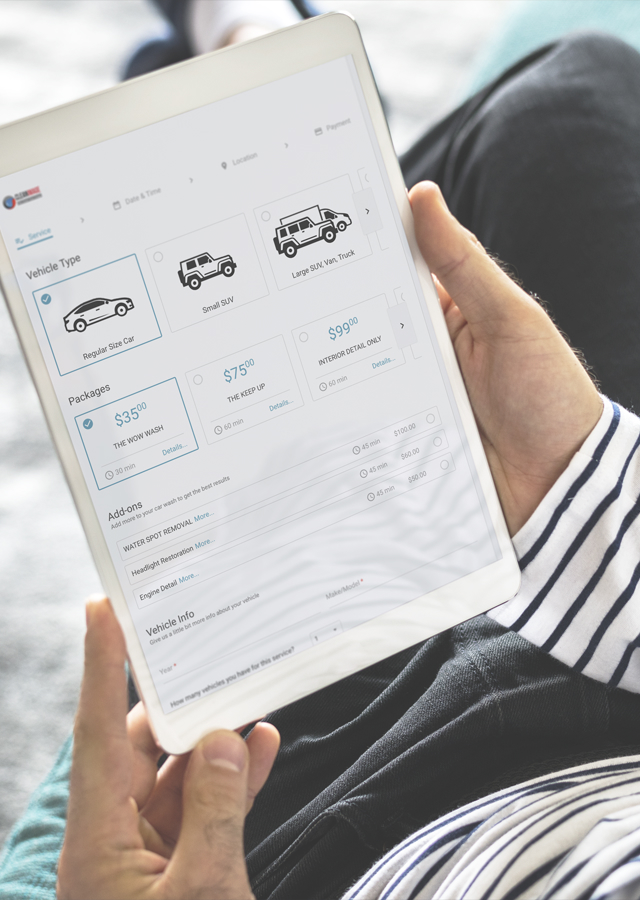 Service
Date & Time
Location
Payment
Vehicle Type
Regular Size Car
Small SUV
Large SUV, Van, Truck
Packages
$35.00
THE WOW WASH
30 min
Details...
$75.00
THE KEEP UP
60 min
Details...
$99.00
INTERIOR DETAIL ONLY
60 min
Details...
Add-ons
Add more to your car wash to get the best results
WATER SPOT REMOVAL More... 45 min $100.00
Headlight Restoration More... 45 min $60.00
Engine Detail More... 45 min $50.00
Vehicle Info
Give us a little bit more info about your vehicle
Year *
Make/Model *
How many vehicles you have for this service? 1